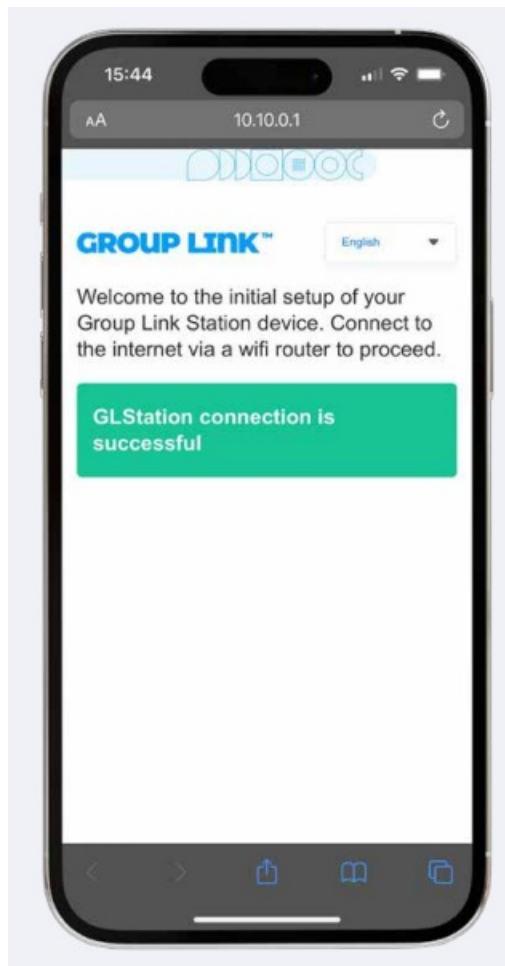 15:44
AA 10.10.0.1
GROUP LINK™ English
Welcome to the initial setup of your
Group Link Station device. Connect to
the internet via a wifi router to proceed.
GLStation connection is
successful